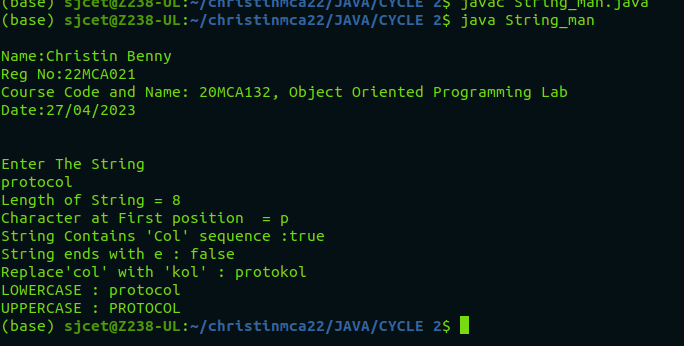 (base) sjcet@Z238-UL:~/christinmca22/JAVA/CYCLE 2$ javac String_man.java
(base) sjcet@Z238-UL:~/christinmca22/JAVA/CYCLE 2$ java String_man
Name:Christin Benny
Reg No:22MCA021
Course Code and Name: 20MCA132, Object Oriented Programming Lab
Date:27/04/2023
Enter The String
protocol
Length of String = 8
Character at First position  = p
String Contains 'Col' sequence :true
String ends with e : false
Replace'col' with 'kol' : protokol
LOWERCASE : protocol
UPPERCASE : PROTOCOL
(base) sjcet@Z238-UL:~/christinmca22/JAVA/CYCLE 2$